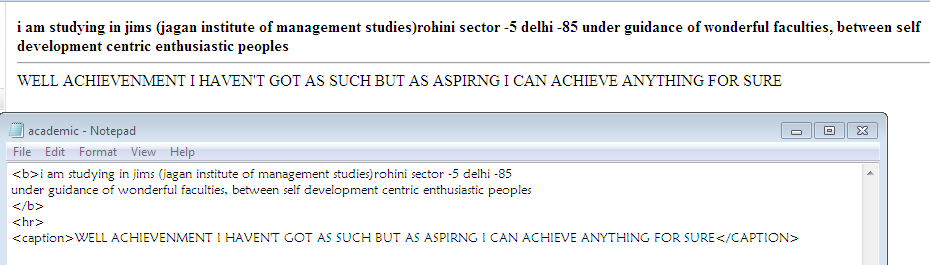 i am studying in jims (jagan institute of management studies)rohini sector -5 delhi -85 under guidance of wonderful faculties, between self
development centric enthusiastic peoples
WELL ACHIEVENMENT I HAVEN'T GOT AS SUCH BUT AS ASPIRNG I CAN ACHIEVE ANYTHING FOR SURE
academic - Notepad
File Edit Format View Help
<b>i am studying in jims (jagan institute of management studies)rohini sector -5 delhi -85
under guidance of wonderful faculties, between self development centric enthusiastic peoples
</b>
<hr>
<caption>WELL ACHIEVENMENT I HAVEN'T GOT AS SUCH BUT AS ASPIRNG I CAN ACHIEVE ANYTHING FOR SURE</CAPTION>